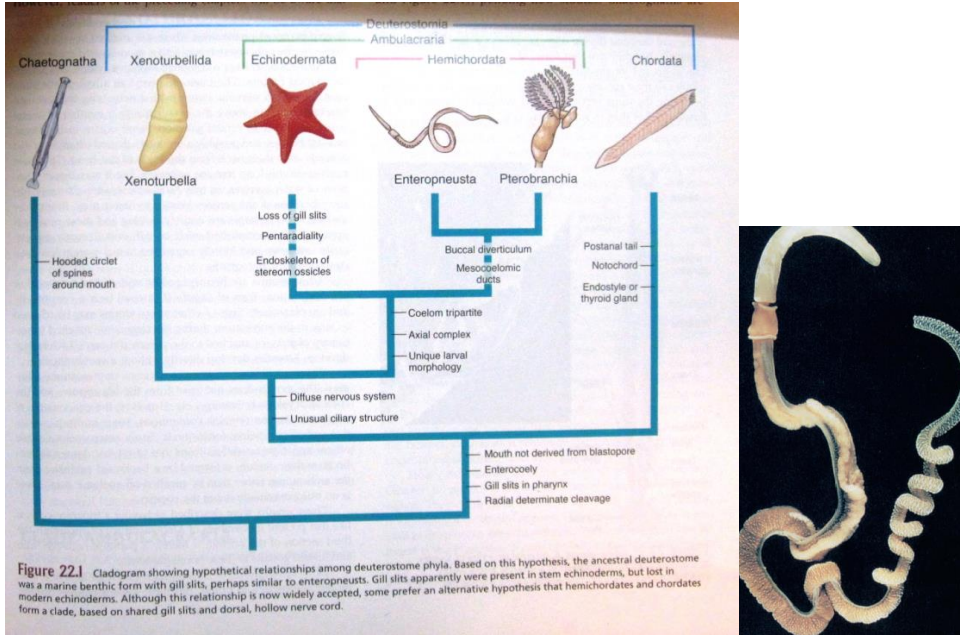 Deuterostomia
Ambulacraria
Chaetognatha
Xenoturbellida
Echinodermata
Hemichordata
Chordata
Xenoturbella
Enteropneusta
Pterobranchia
Loss of gill slits
Pentaradiality
Endoskeleton of
stereom ossicles
Buccal diverticulum
Mesocoelomic
ducts
Postanal tail
Notochord
Endostyle or
thyroid gland
Hooded circlet
of spines
around mouth
Coelom tripartite
Axial complex
Unique larval
morphology
Diffuse nervous system
Unusual ciliary structure
Mouth not derived from blastopore
Enterocoely
Gill slits in pharynx
Radial determinate cleavage
Figure 22.1 Cladogram showing hypothetical relationships among deuterostome phyla. Based on this hypothesis, the ancestral deuterostome
was a marine benthic form with gill slits, perhaps similar to enteropneusts. Gill slits apparently were present in stem echinoderms, but lost in
modern echinoderms. Although this relationship is now widely accepted, some prefer an alternative hypothesis that hemichordates and chordates
form a clade, based on shared gill slits and dorsal, hollow nerve cord.